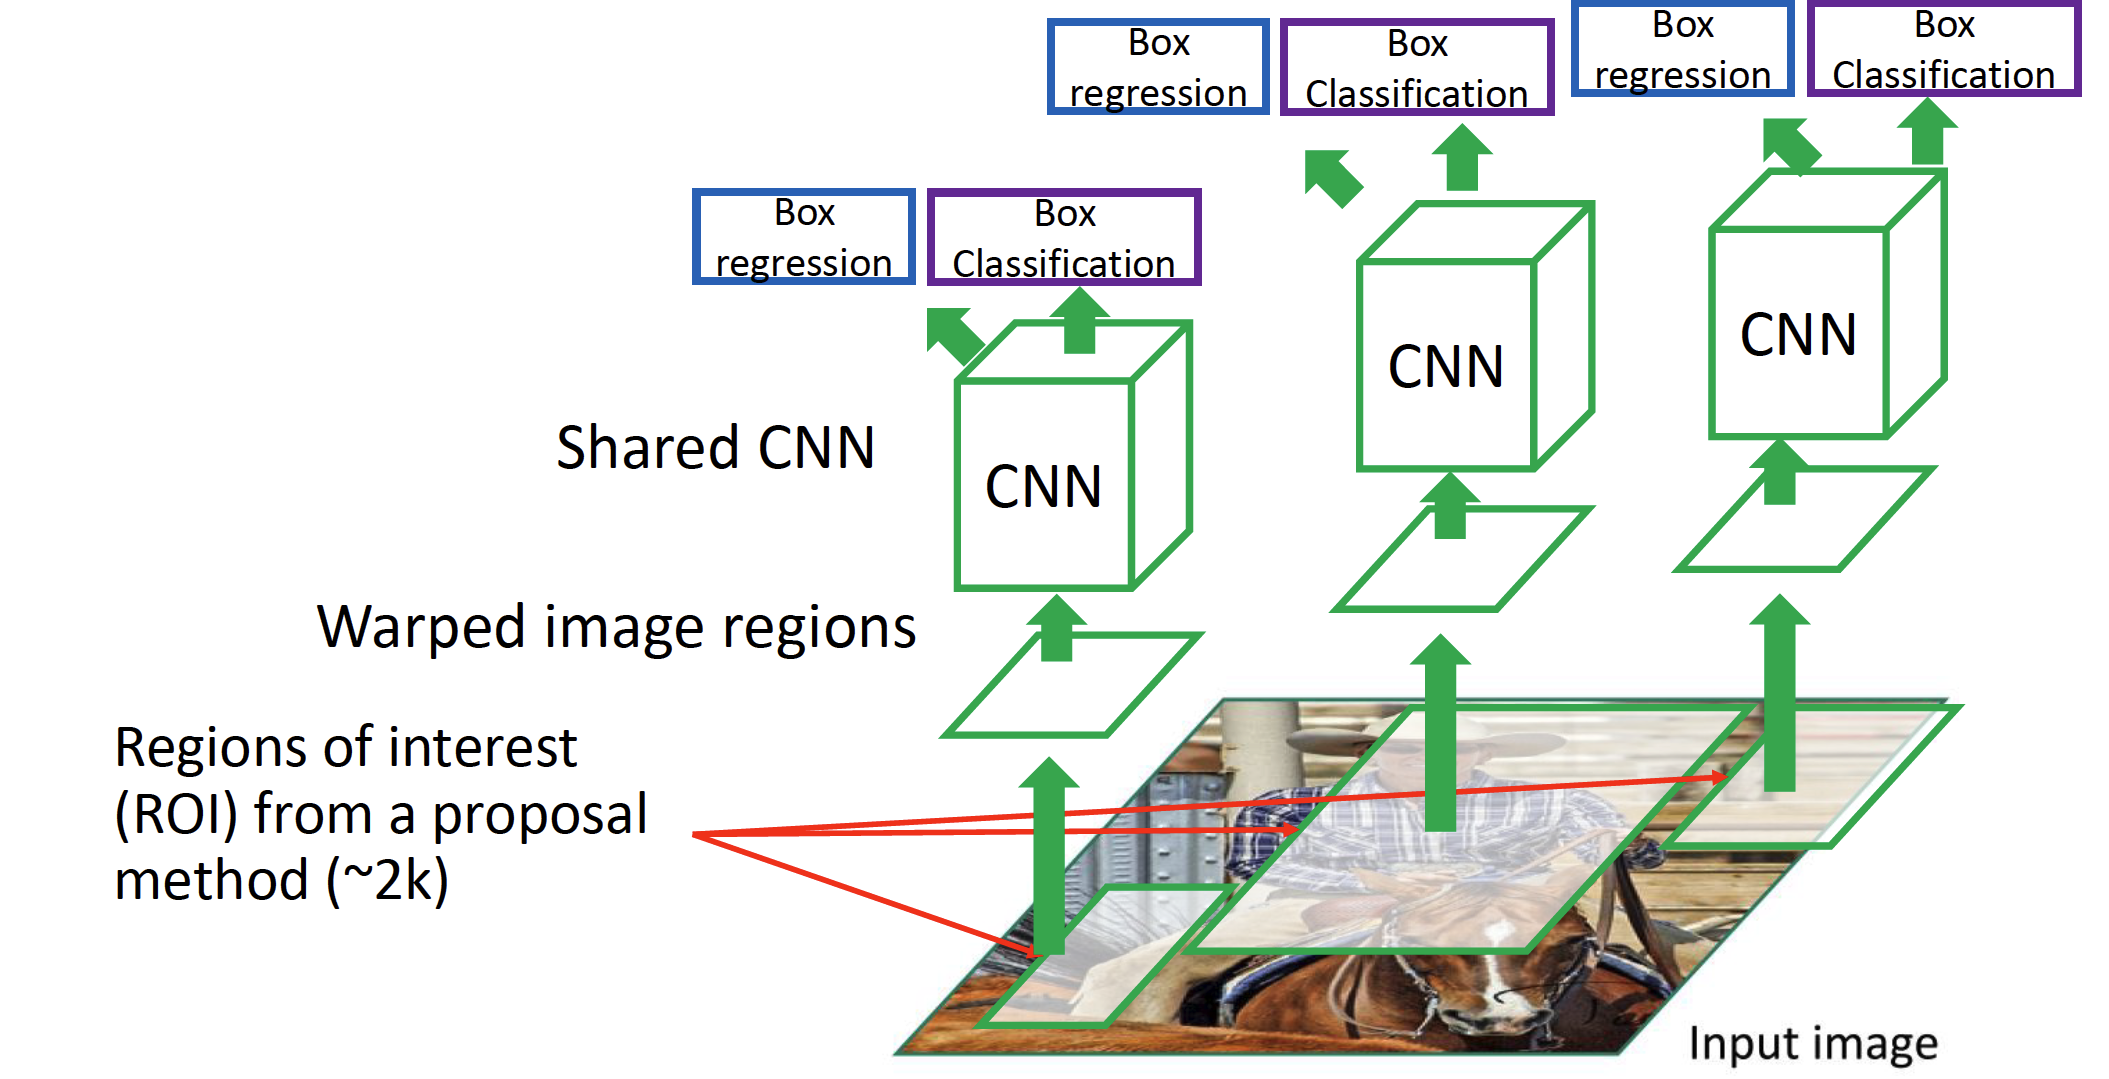 Box
regression
Box
Classification
Box
regression
Box
Classification
Box
regression
Box
Classification
CNN
CNN
CNN
Shared CNN
Warped image regions
Regions of interest
(ROI) from a proposal
method (~2k)
Input image